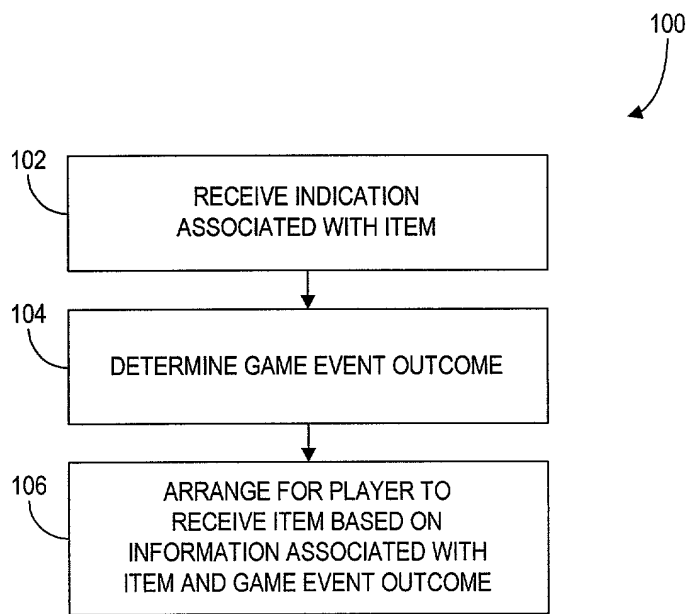 100
102
RECEIVE INDICATION
ASSOCIATED WITH ITEM
104
DETERMINE GAME EVENT OUTCOME
106
ARRANGE FOR PLAYER TO
RECEIVE ITEM BASED ON
INFORMATION ASSOCIATED WITH
ITEM AND GAME EVENT OUTCOME